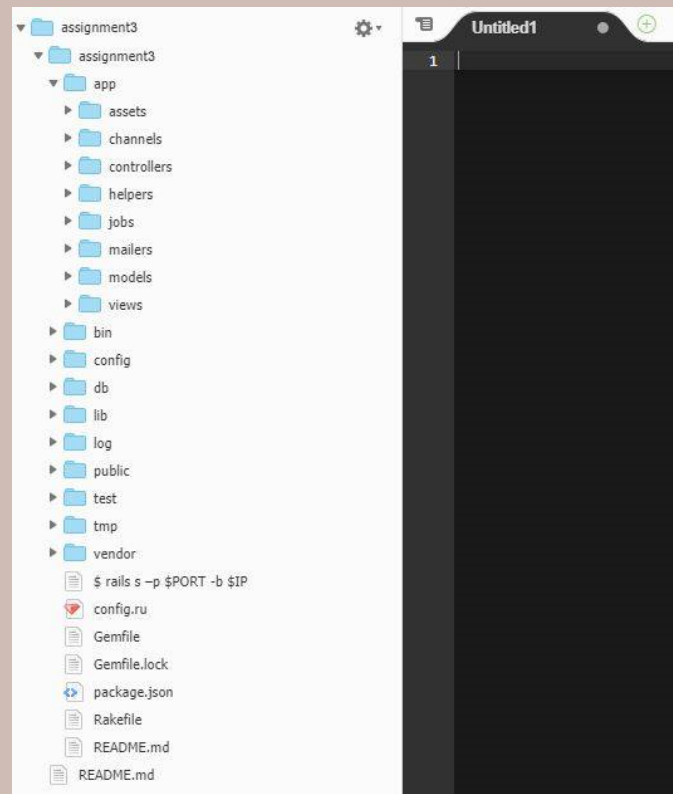 assignment3
Untitled1
assignment3
1
app
assets
channels
controllers
helpers
jobs
mailers
models
views
bin
config
db
lib
log
public
test
tmp
vendor
$ rails s –p $PORT -b $IP
config.ru
Gemfile
Gemfile.lock
package.json
Rakefile
README.md
README.md